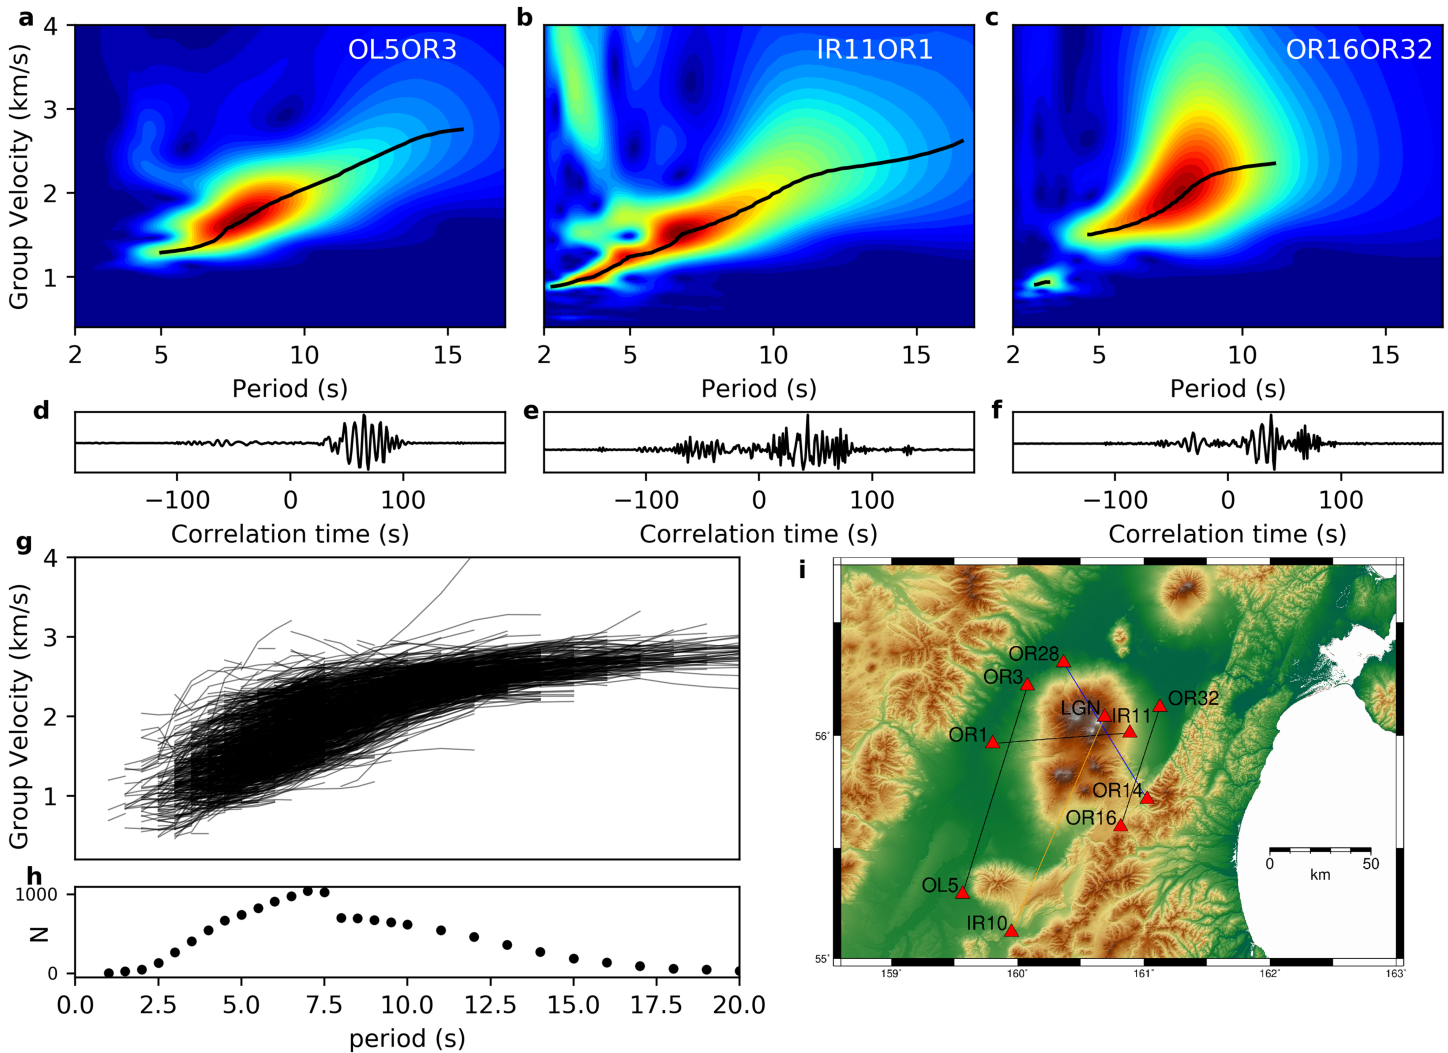 a
OL5OR3
Group Velocity (km/s)
4
3
2
1
2 5 10 15
Period (s)
b
IR11OR1
2 5 10 15
Period (s)
c
OR16OR32
2 5 10 15
Period (s)
d
−100 0 100
Correlation time (s)
e
−100 0 100
Correlation time (s)
f
−100 0 100
Correlation time (s)
g
Group Velocity (km/s)
4
3
2
1
h
N
1000
0
0.0 2.5 5.0 7.5 10.0 12.5 15.0 17.5 20.0
period (s)
i
OR28
OR3
LGN
IR11
OR32
OR1
OR14
OR16
OL5
IR10
0 50
km
56˚
55˚
159˚ 160˚ 161˚ 162˚ 163˚